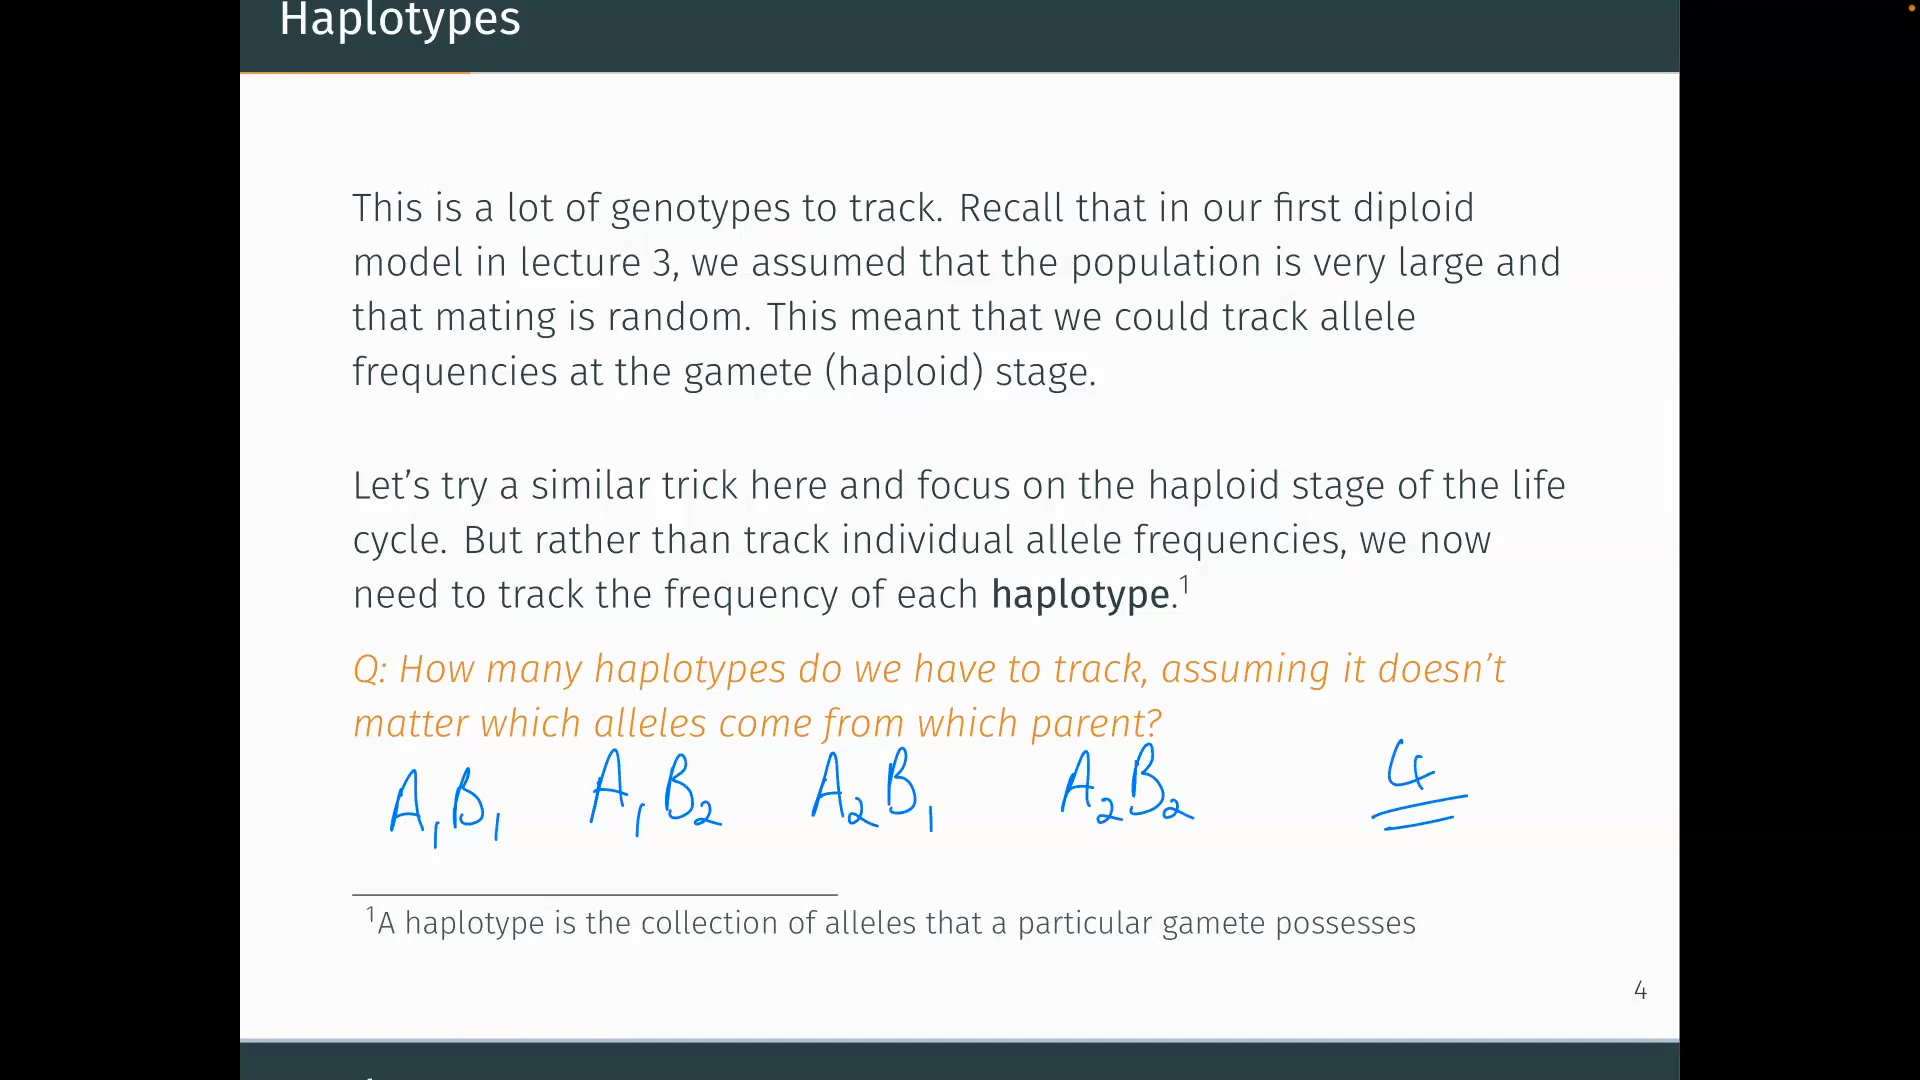 Haplotypes
This is a lot of genotypes to track. Recall that in our first diploid
model in lecture 3, we assumed that the population is very large and
that mating is random. This meant that we could track allele
frequencies at the gamete (haploid) stage.
Let’s try a similar trick here and focus on the haploid stage of the life
cycle. But rather than track individual allele frequencies, we now
need to track the frequency of each haplotype.¹
Q: How many haplotypes do we have to track, assuming it doesn’t
matter which alleles come from which parent?
A₁B₁ A₁B₂ A₂B₁ A₂B₂ 4
¹A haplotype is the collection of alleles that a particular gamete possesses
4